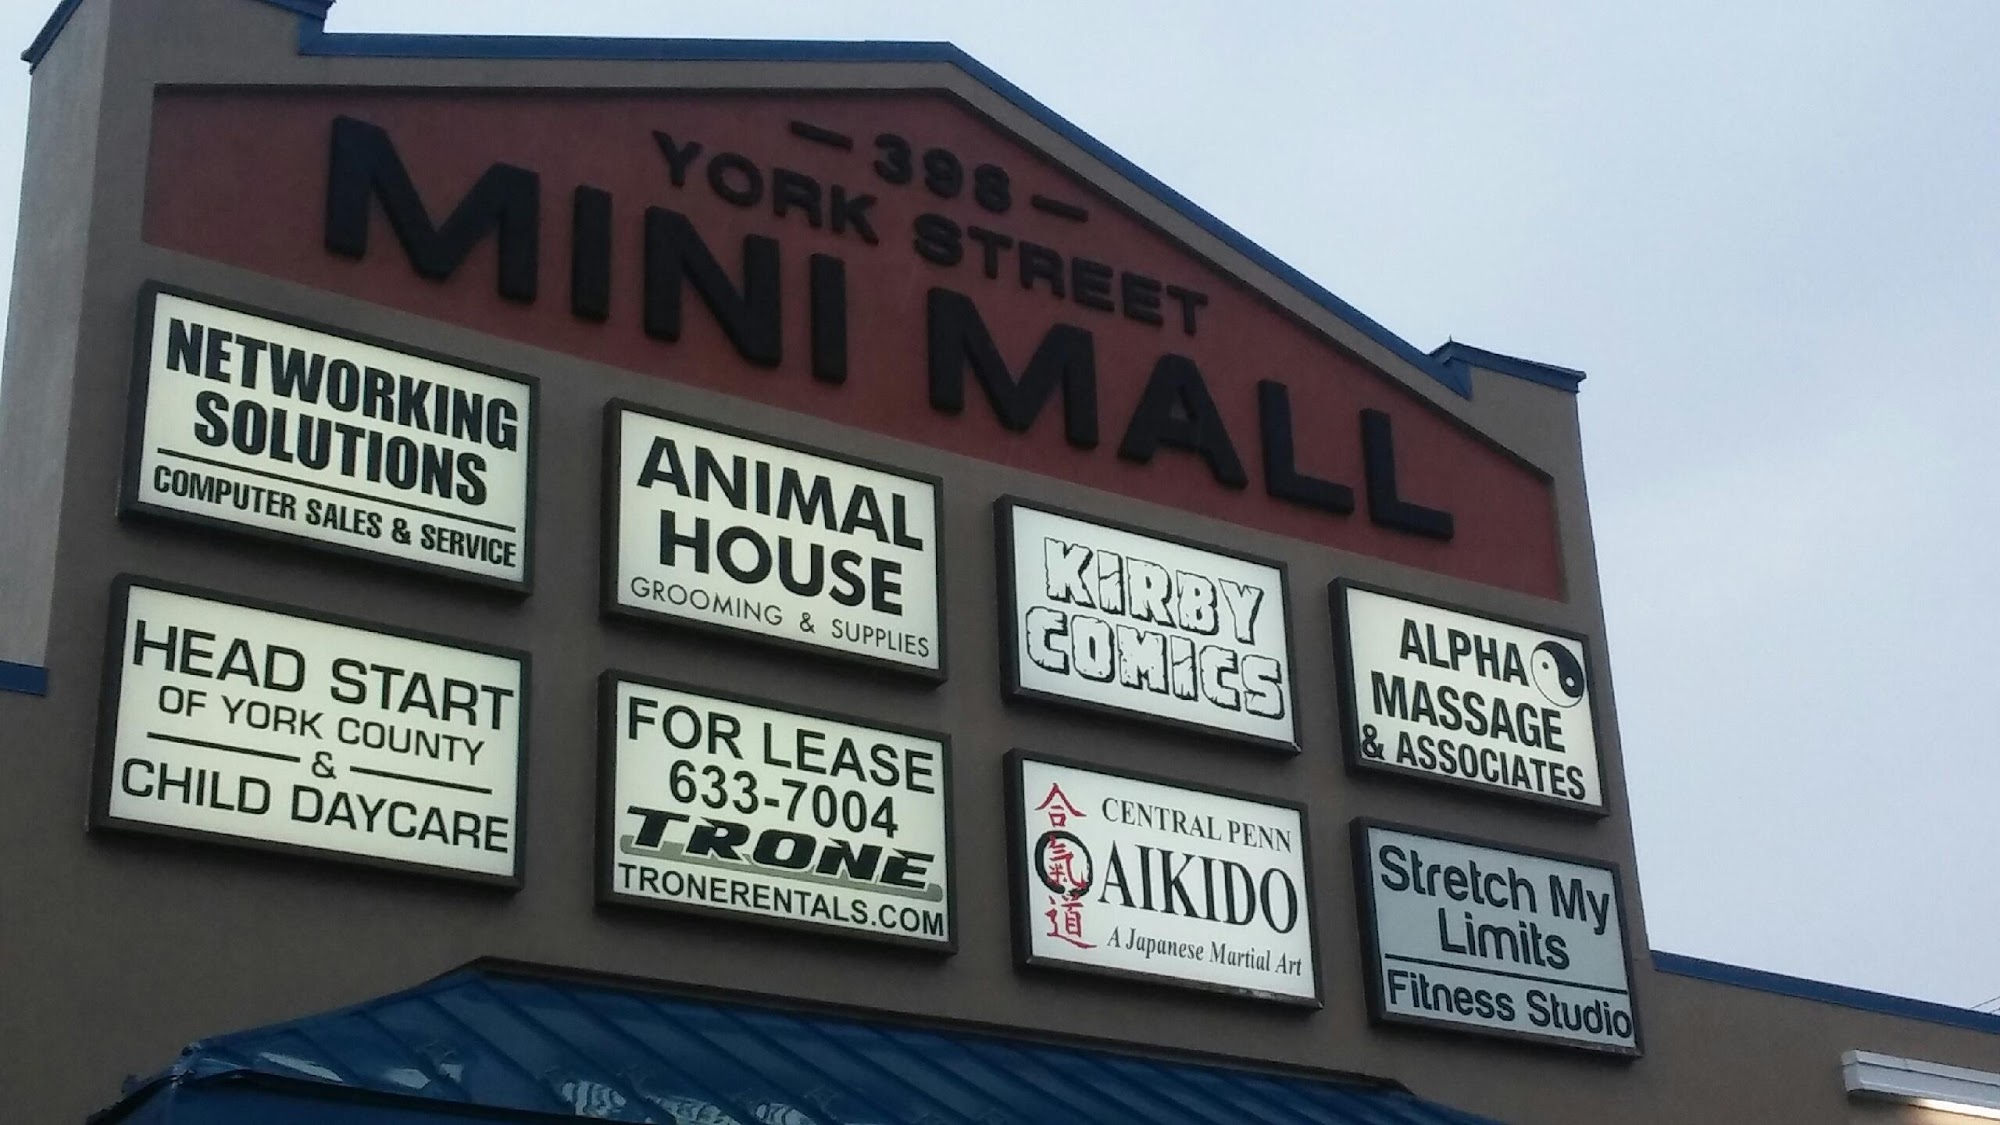 — 398 —
YORK STREET
MINI MALL
NETWORKING
SOLUTIONS
COMPUTER SALES & SERVICE
ANIMAL
HOUSE
GROOMING & SUPPLIES
KIRBY
COMICS
ALPHA
MASSAGE
& ASSOCIATES
HEAD START
OF YORK COUNTY
&
CHILD DAYCARE
FOR LEASE
633-7004
TRONE
TRONERENTALS.COM
合氣道
CENTRAL PENN
AIKIDO
A Japanese Martial Art
Stretch My
Limits
Fitness Studio